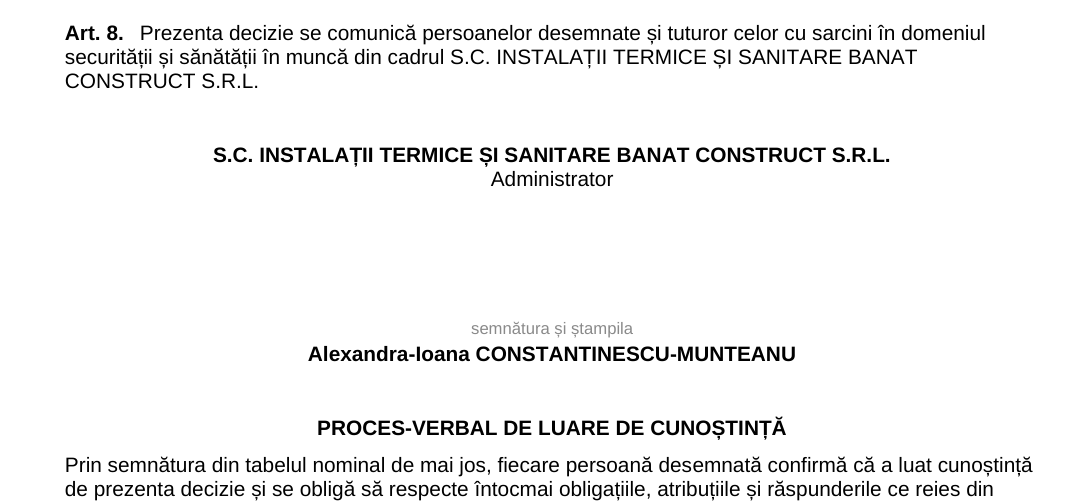 Art. 8. Prezenta decizie se comunică persoanelor desemnate și tuturor celor cu sarcini în domeniul
securității și sănătății în muncă din cadrul S.C. INSTALAȚII TERMICE ȘI SANITARE BANAT
CONSTRUCT S.R.L.
S.C. INSTALAȚII TERMICE ȘI SANITARE BANAT CONSTRUCT S.R.L.
Administrator
semnătura și ștampila
Alexandra-Ioana CONSTANTINESCU-MUNTEANU
PROCES-VERBAL DE LUARE DE CUNOȘTINȚĂ
Prin semnătura din tabelul nominal de mai jos, fiecare persoană desemnată confirmă că a luat cunoștință
de prezenta decizie și se obligă să respecte întocmai obligațiile, atribuțiile și răspunderile ce reies din